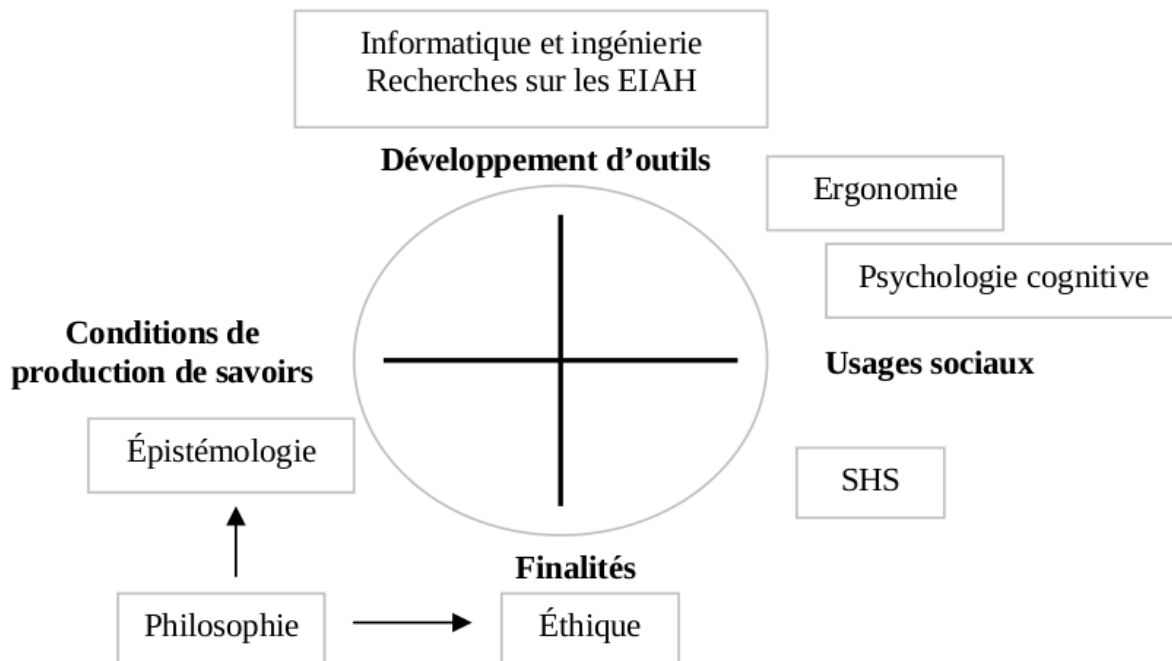 Informatique et ingénierie
Recherches sur les EIAH
Développement d’outils
Ergonomie
Psychologie cognitive
Conditions de
production de savoirs
Usages sociaux
Épistémologie
SHS
Finalités
Philosophie
Éthique